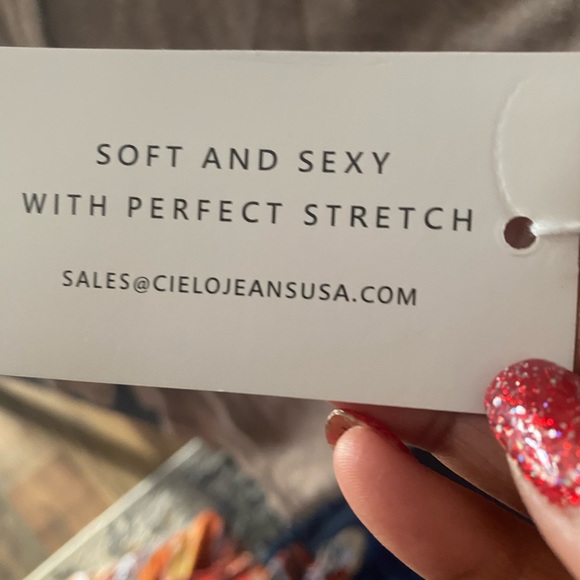 SOFT AND SEXY
WITH PERFECT STRETCH
SALES@CIELOJEANSUSA.COM